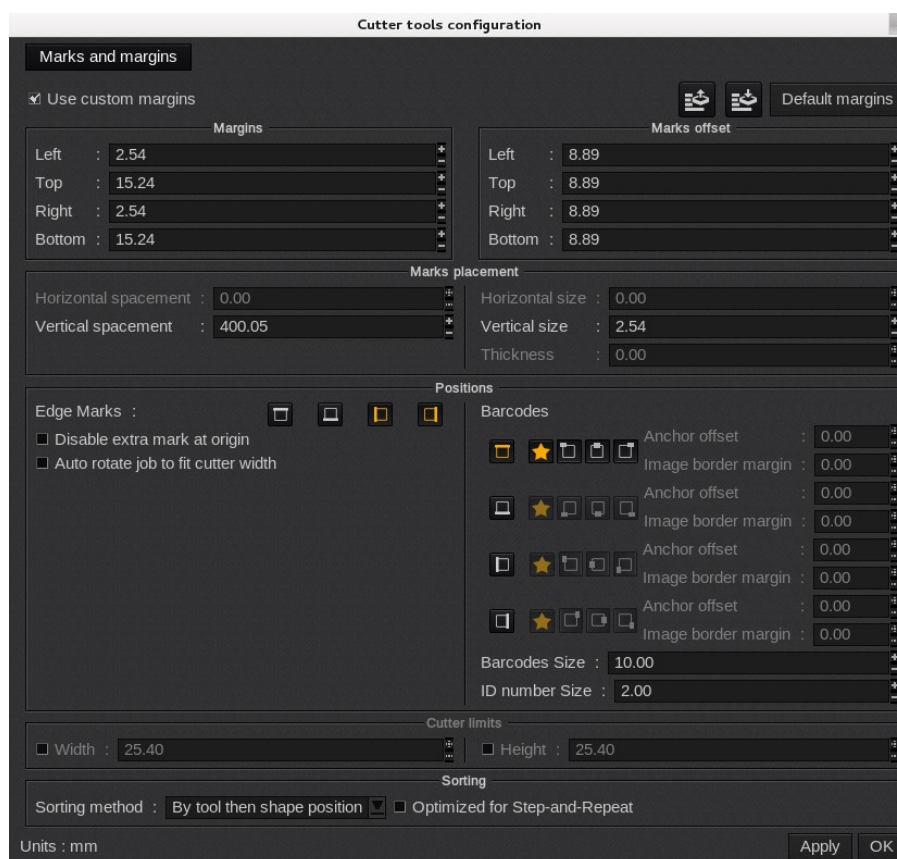 Cutter tools configuration
Marks and margins
Use custom margins
Default margins
Margins
Marks offset
Left : 2.54
Left : 8.89
Top : 15.24
Top : 8.89
Right : 2.54
Right : 8.89
Bottom : 15.24
Bottom : 8.89
Marks placement
Horizontal spacement : 0.00
Horizontal size : 0.00
Vertical spacement : 400.05
Vertical size : 2.54
Thickness : 0.00
Positions
Edge Marks :
Barcodes
Disable extra mark at origin
Auto rotate job to fit cutter width
Anchor offset : 0.00
Image border margin : 0.00
Anchor offset : 0.00
Image border margin : 0.00
Anchor offset : 0.00
Image border margin : 0.00
Anchor offset : 0.00
Image border margin : 0.00
Barcodes Size : 10.00
ID number Size : 2.00
Cutter limits
Width : 25.40
Height : 25.40
Sorting
Sorting method : By tool then shape position
Optimized for Step-and-Repeat
Units : mm
Apply
OK